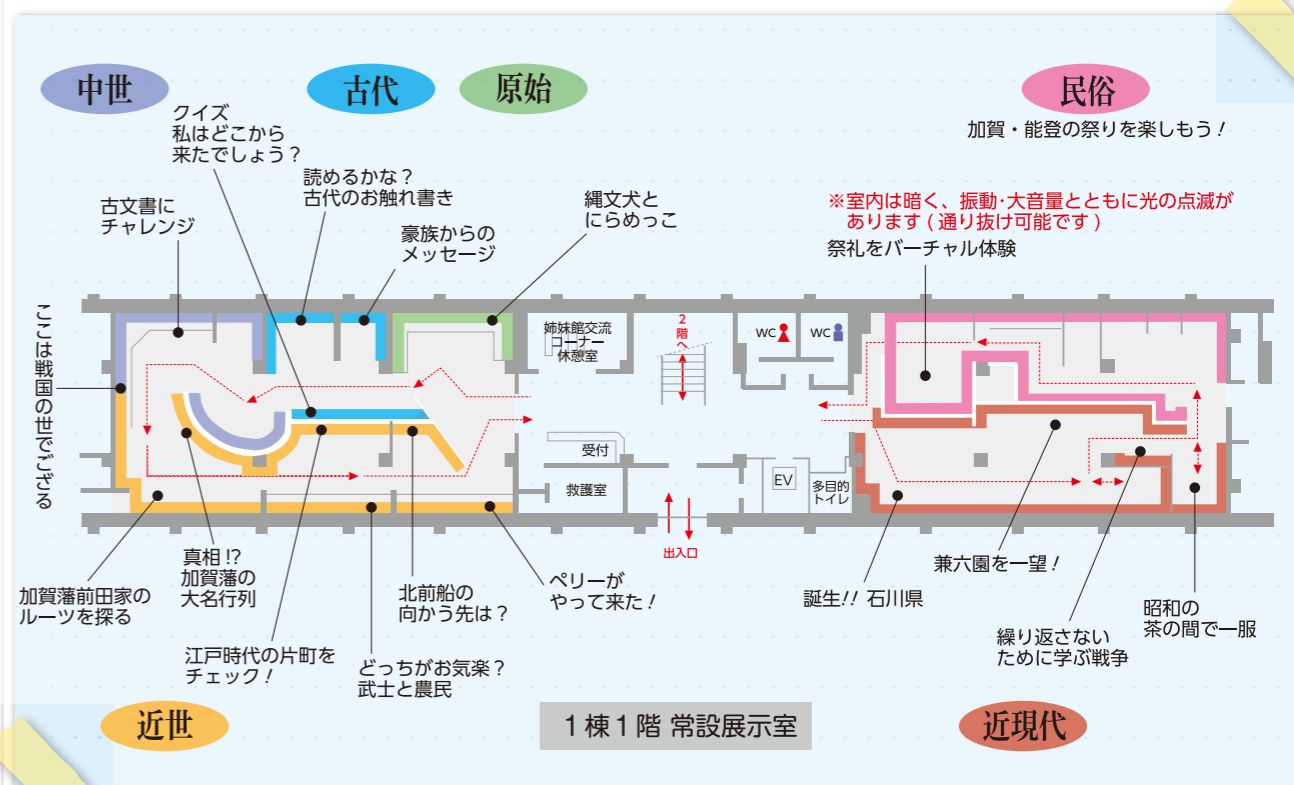 中世
古代
原始
民俗
加賀・能登の祭りを楽しもう！
クイズ
私はどこから
来たでしょう？
読めるかな？
古代のお触れ書き
古文書に
チャレンジ
豪族からの
メッセージ
縄文犬と
にらめっこ
※室内は暗く、振動・大音量とともに光の点滅が
あります（通り抜け可能です）
祭礼をバーチャル体験
ここは戦国の世でござる
姉妹館交流
コーナー
休憩室
2階へ
WC
WC
受付
救護室
EV
多目的
トイレ
出入口
加賀藩前田家の
ルーツを探る
真相!?
加賀藩の
大名行列
江戸時代の片町を
チェック！
北前船の
向かう先は？
どっちがお気楽？
武士と農民
ペリーが
やって来た！
誕生!! 石川県
兼六園を一望！
繰り返さない
ために学ぶ戦争
昭和の
茶の間で一服
近世
1棟1階 常設展示室
近現代